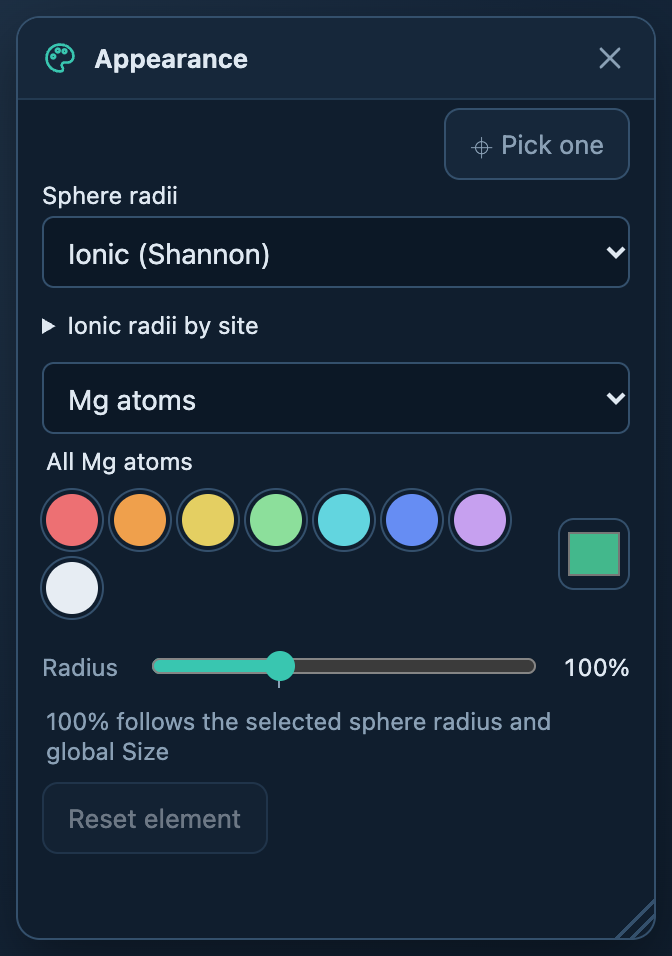 Appearance
Pick one
Sphere radii
Ionic (Shannon)
Ionic radii by site
Mg atoms
All Mg atoms
Radius
100%
100% follows the selected sphere radius and
global Size
Reset element